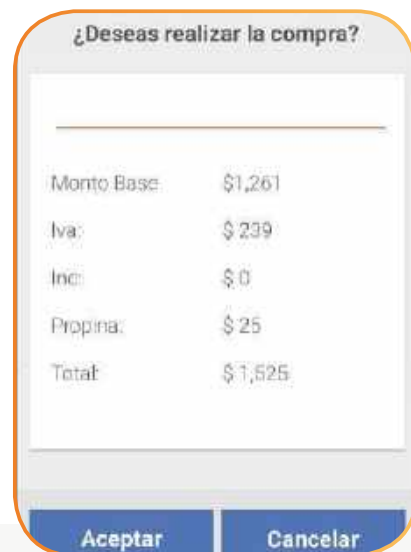 ¿Deseas realizar la compra?
Monto Base $1,261
Iva: $ 239
Inc: $ 0
Propina: $ 25
Total: $ 1,525
Aceptar Cancelar